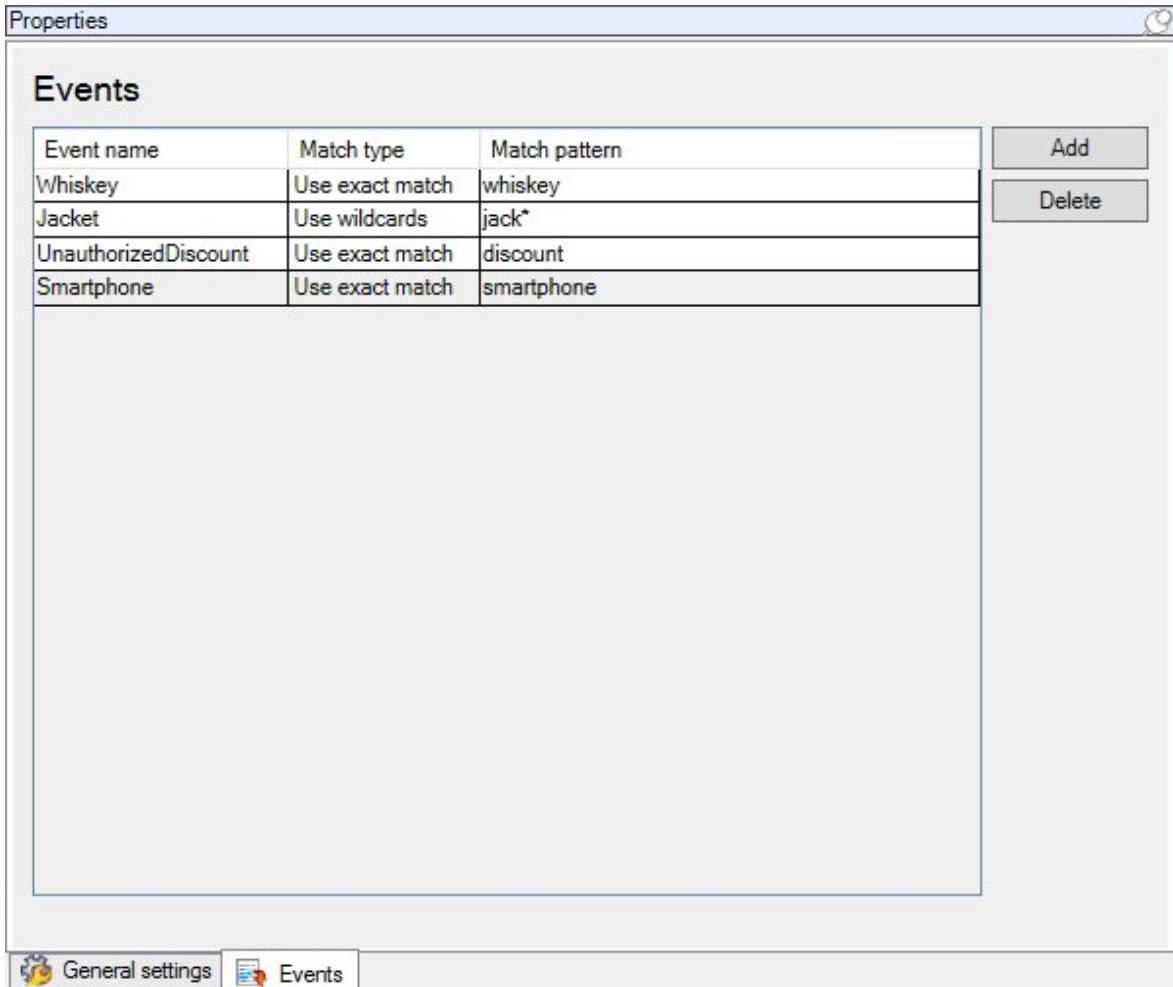 Properties
Events
Event name Match type Match pattern Add
Whiskey Use exact match whiskey
Delete
Jacket Use wildcards jack*
UnauthorizedDiscount Use exact match discount
Smartphone Use exact match smartphone
General settings Events